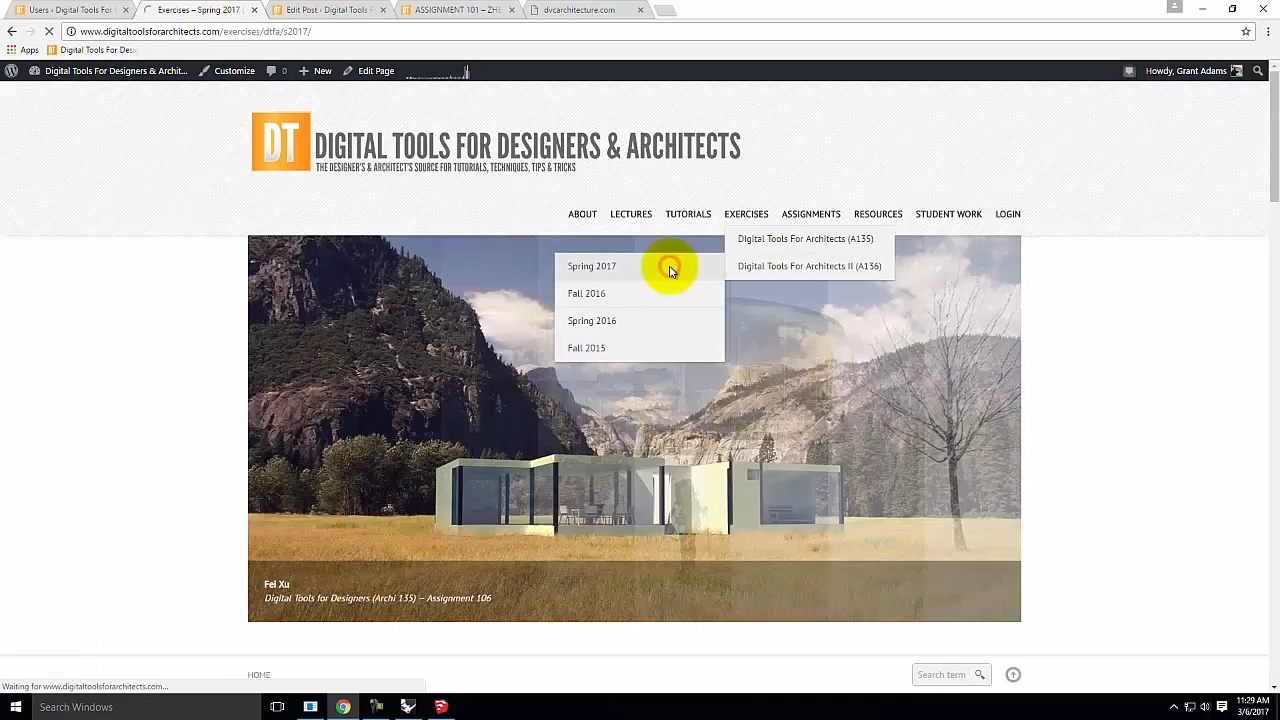 Users ‹ Digital Tools For D
Exercises – Spring 2017
Edit Post ‹ Digital Tools F
ASSIGNMENT 101 – ZHE
dvcarchitecture.com
www.digitaltoolsforarchitects.com/exercises/dtfa/s2017/
Apps
Digital Tools For Desi
Digital Tools For Designers & Archit...
Customize
0
New
Edit Page
Howdy, Grant Adams
DT
DIGITAL TOOLS FOR DESIGNERS & ARCHITECTS
THE DESIGNER'S & ARCHITECT'S SOURCE FOR TUTORIALS, TECHNIQUES, TIPS & TRICKS
ABOUT
LECTURES
TUTORIALS
EXERCISES
ASSIGNMENTS
RESOURCES
STUDENT WORK
LOGIN
Digital Tools For Architects (A135)
Digital Tools For Architects II (A136)
Spring 2017
Fall 2016
Spring 2016
Fall 2015
Fei Xu
Digital Tools for Designers (Archi 135) – Assignment 106
HOME
Search term
Waiting for www.digitaltoolsforarchitects.com...
Search Windows
11:29 AM
3/6/2017